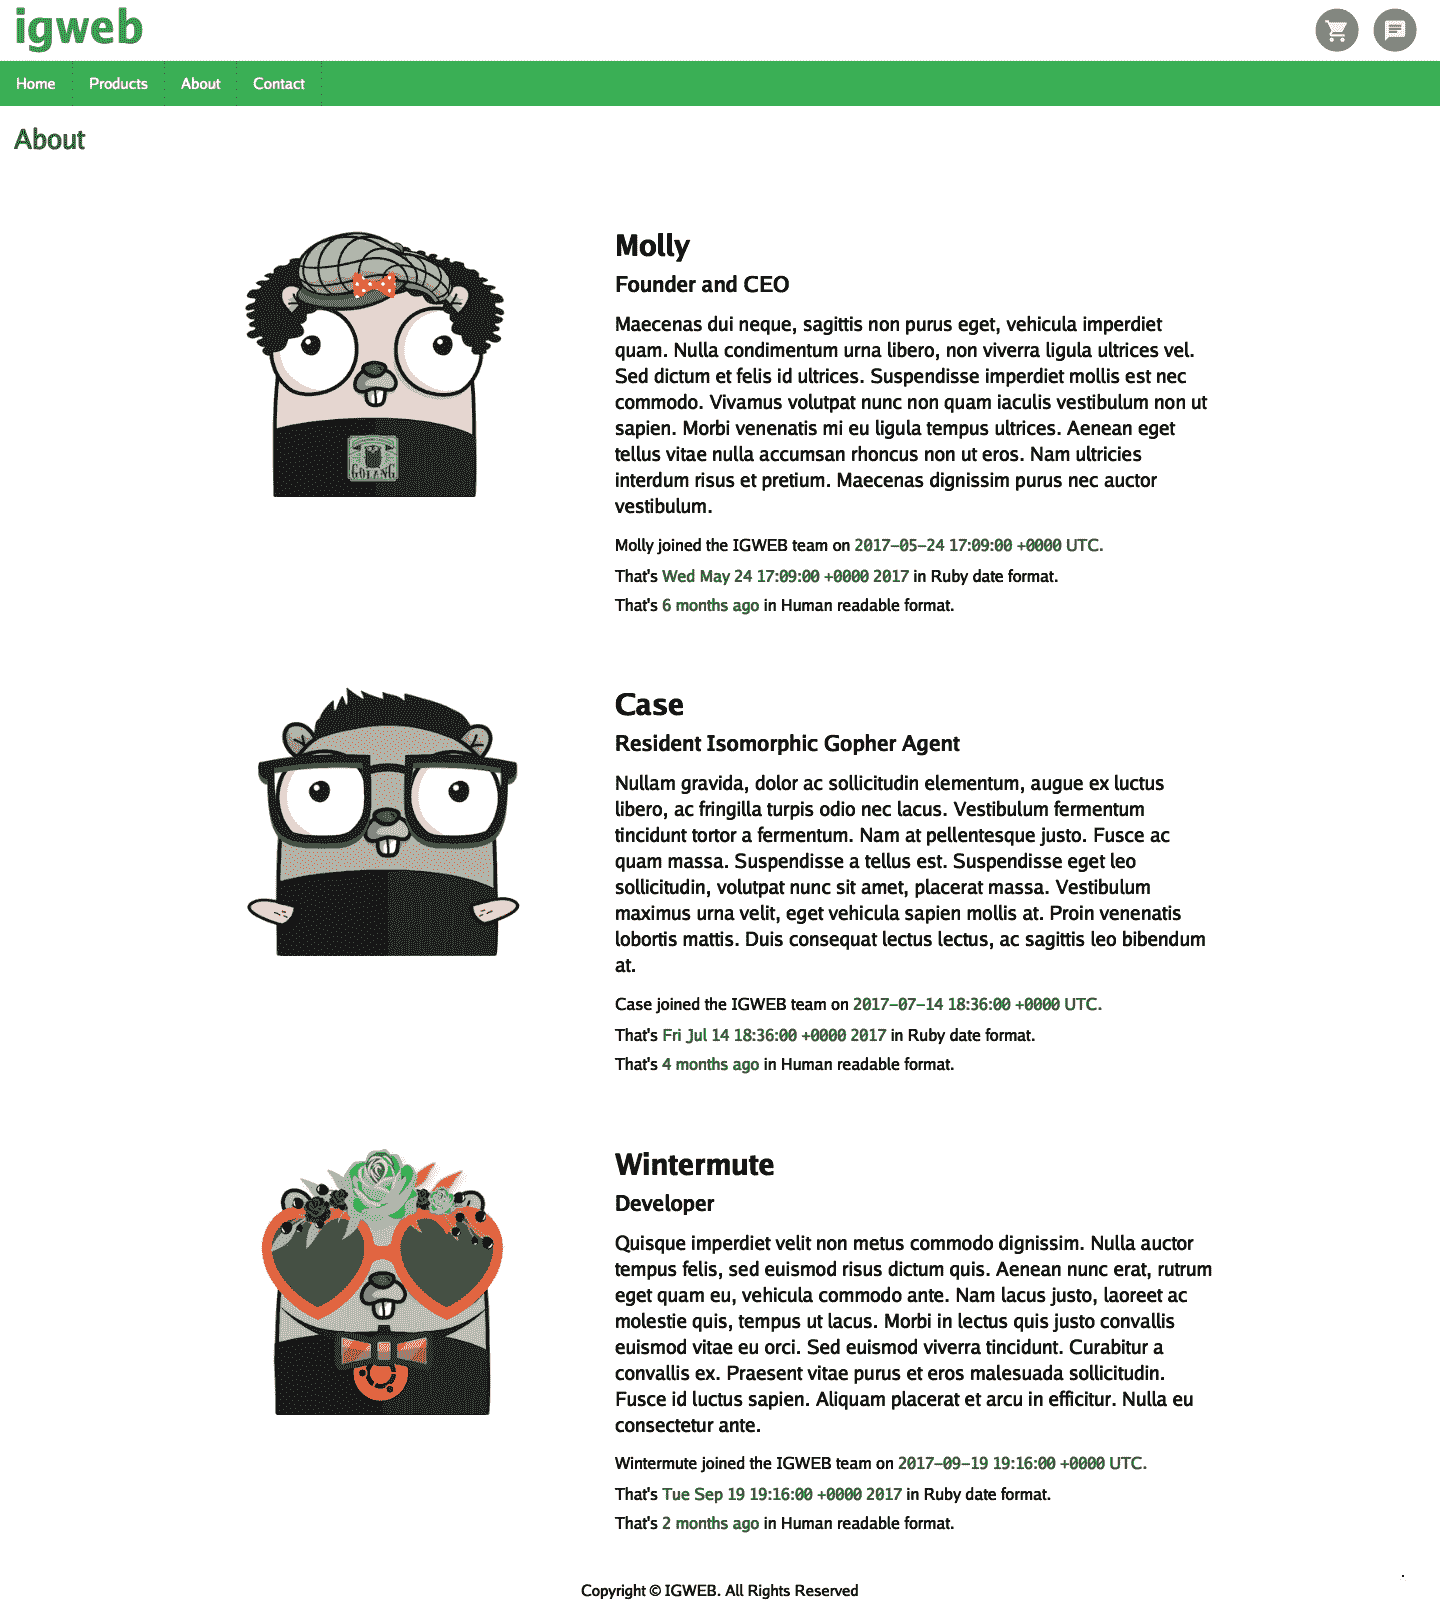 igweb
Home Products About Contact
About
Molly
Founder and CEO
Maecenas dui neque, sagittis non purus eget, vehicula imperdiet
quam. Nulla condimentum urna libero, non viverra ligula ultrices vel.
Sed dictum et felis id ultrices. Suspendisse imperdiet mollis est nec
commodo. Vivamus volutpat nunc non quam iaculis vestibulum non ut
sapien. Morbi venenatis mi eu ligula tempus ultrices. Aenean eget
tellus vitae nulla accumsan rhoncus non ut eros. Nam ultricies
interdum risus et pretium. Maecenas dignissim purus nec auctor
vestibulum.
GOLANG
Molly joined the IGWEB team on 2017-05-24 17:09:00 +0000 UTC.
That's Wed May 24 17:09:00 +0000 2017 in Ruby date format.
That's 6 months ago in Human readable format.
Case
Resident Isomorphic Gopher Agent
Nullam gravida, dolor ac sollicitudin elementum, augue ex luctus
libero, ac fringilla turpis odio nec lacus. Vestibulum fermentum
tincidunt tortor a fermentum. Nam at pellentesque justo. Fusce ac
quam massa. Suspendisse a tellus est. Suspendisse eget leo
sollicitudin, volutpat nunc sit amet, placerat massa. Vestibulum
maximus urna velit, eget vehicula sapien mollis at. Proin venenatis
lobortis mattis. Duis consequat lectus lectus, ac sagittis leo bibendum
at.
Case joined the IGWEB team on 2017-07-14 18:36:00 +0000 UTC.
That's Fri Jul 14 18:36:00 +0000 2017 in Ruby date format.
That's 4 months ago in Human readable format.
Wintermute
Developer
Quisque imperdiet velit non metus commodo dignissim. Nulla auctor
tempus felis, sed euismod risus dictum quis. Aenean nunc erat, rutrum
eget quam eu, vehicula commodo ante. Nam lacus justo, laoreet ac
molestie quis, tempus ut lacus. Morbi in lectus quis justo convallis
euismod vitae eu orci. Sed euismod viverra tincidunt. Curabitur a
convallis ex. Praesent vitae purus et eros malesuada sollicitudin.
Fusce id luctus sapien. Aliquam placerat et arcu in efficitur. Nulla eu
consectetur ante.
Wintermute joined the IGWEB team on 2017-09-19 19:16:00 +0000 UTC.
That's Tue Sep 19 19:16:00 +0000 2017 in Ruby date format.
That's 2 months ago in Human readable format.
Copyright © IGWEB. All Rights Reserved